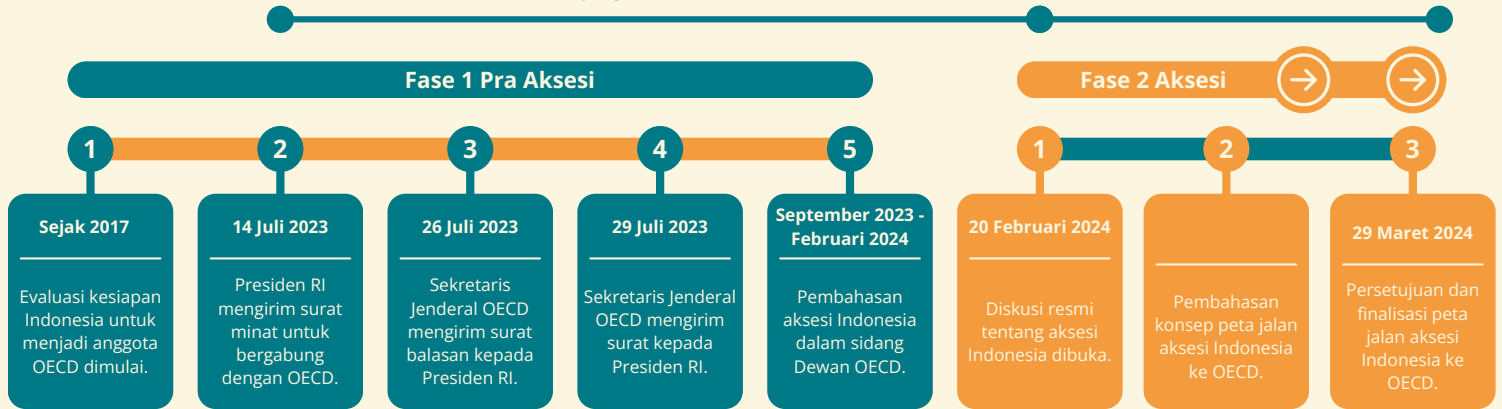 Fase 1 Pra Aksesi
Fase 2 Aksesi
1
2
3
4
5
1
2
3
Sejak 2017
Evaluasi kesiapan
Indonesia untuk
menjadi anggota
OECD dimulai.
14 Juli 2023
Presiden RI
mengirim surat
minat untuk
bergabung
dengan OECD.
26 Juli 2023
Sekretaris
Jenderal OECD
mengirim surat
balasan kepada
Presiden RI.
29 Juli 2023
Sekretaris Jenderal
OECD mengirim
surat kepada
Presiden RI.
September 2023 -
Februari 2024
Pembahasan
aksesi Indonesia
dalam sidang
Dewan OECD.
20 Februari 2024
Diskusi resmi
tentang aksesi
Indonesia dibuka.
Pembahasan
konsep peta jalan
aksesi Indonesia
ke OECD.
29 Maret 2024
Persetujuan dan
finalisasi peta
jalan aksesi
Indonesia ke
OECD.